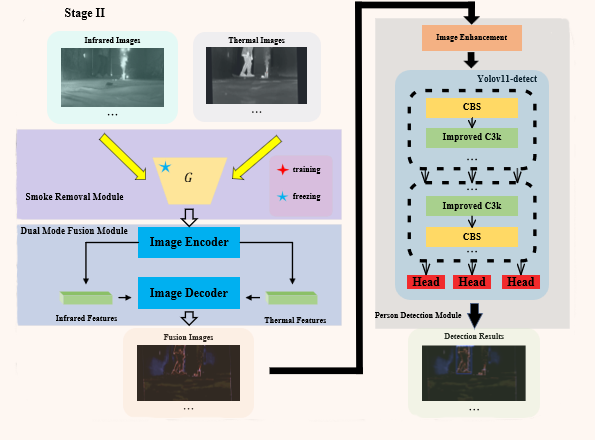 Stage II
Infrared Images
Thermal Images
...
...
G
training
freezing
Smoke Removal Module
Dual Mode Fusion Module
Image Encoder
Image Decoder
Infrared Features
Thermal Features
Fusion Images
...
Image Enhancement
Yolov11-detect
CBS
Improved C3k
...
...
Improved C3k
CBS
...
Head
Head
Head
Person Detection Module
Detection Results
...